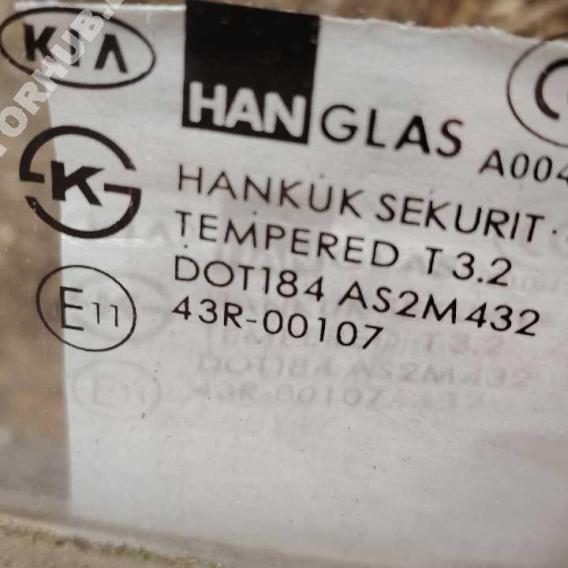 KIA
HANGLAS A004
K
HANKUK SEKURIT·
TEMPERED T 3.2
DOT184 AS2M432
E11 43R-00107